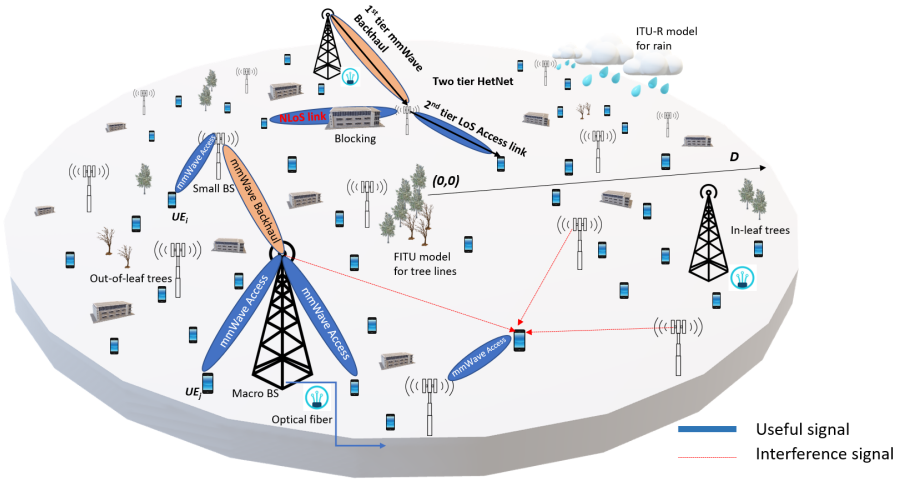 1st tier mmWave
Backhaul
ITU-R model
for rain
Two tier HetNet
2nd tier LoS Access link
NLoS link
Blocking
mmWave Access
Small BS
mmWave Backhaul
UEi
(0,0)
D
In-leaf trees
Out-of-leaf trees
FITU model
for tree lines
mmWave Access
mmWave Access
mmWave Access
UEj
Macro BS
Optical fiber
Useful signal
Interference signal